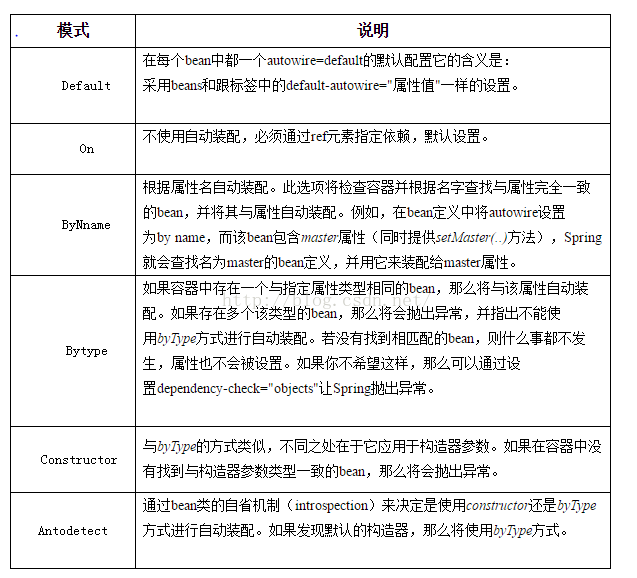 模式 说明
Default
在每个bean中都一个autowire=default的默认配置它的含义是：
采用beans和跟标签中的default-autowire="属性值"一样的设置。
On
不使用自动装配，必须通过ref元素指定依赖，默认设置。
ByNname
根据属性名自动装配。此选项将检查容器并根据名字查找与属性完全一致
的bean，并将其与属性自动装配。例如，在bean定义中将autowire设置
为by name，而该bean包含master属性（同时提供setMaster(..)方法），Spring
就会查找名为master的bean定义，并用它来装配给master属性。
Bytype
如果容器中存在一个与指定属性类型相同的bean，那么将与该属性自动装
配。如果存在多个该类型的bean，那么将会抛出异常，并指出不能使
用byType方式进行自动装配。若没有找到相匹配的bean，则什么事都不发
生，属性也不会被设置。如果你不希望这样，那么可以通过设
置dependency-check="objects"让Spring抛出异常。
http://blog.csdn.net/
Constructor
与byType的方式类似，不同之处在于它应用于构造器参数。如果在容器中没
有找到与构造器参数类型一致的bean，那么将会抛出异常。
Antodetect
通过bean类的自省机制（introspection）来决定是使用constructor还是byType
方式进行自动装配。如果发现默认的构造器，那么将使用byType方式。